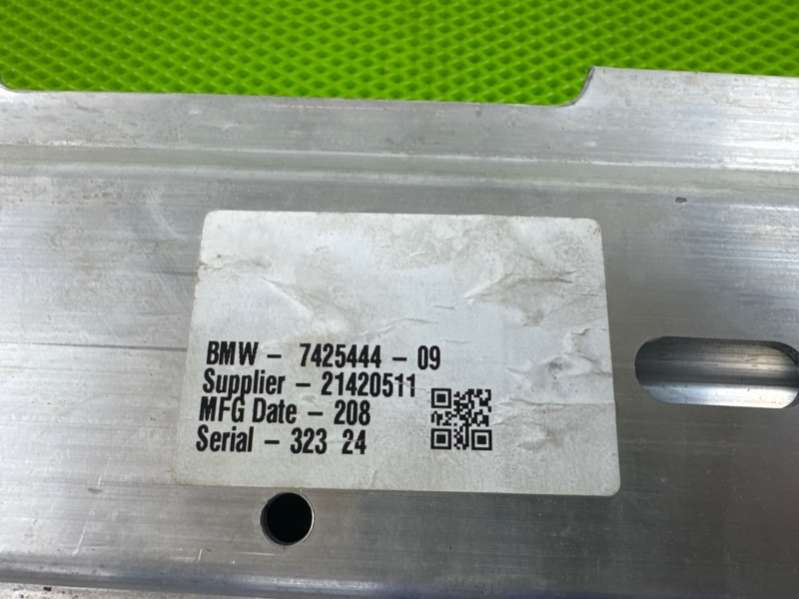 BMW - 7425444 - 09
Supplier - 21420511
MFG Date - 208
Serial - 323 24